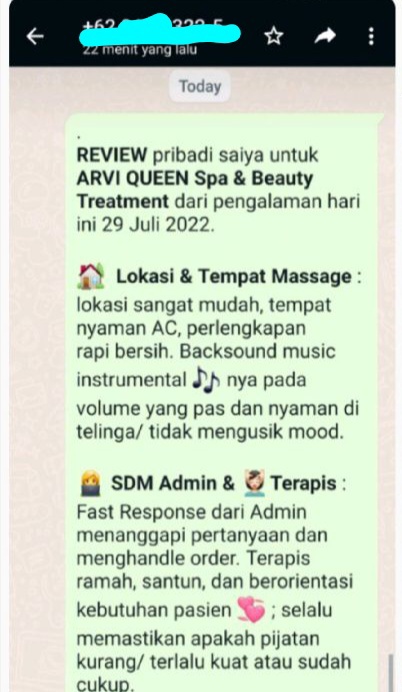 +62
22 menit yang lalu
Today
.
REVIEW pribadi saiya untuk
ARVI QUEEN Spa & Beauty
Treatment dari pengalaman hari
ini 29 Juli 2022.
Lokasi & Tempat Massage :
lokasi sangat mudah, tempat
nyaman AC, perlengkapan
rapi bersih. Backsound music
instrumental 🎶 nya pada
volume yang pas dan nyaman di
telinga/ tidak mengusik mood.
SDM Admin & Terapis :
Fast Response dari Admin
menanggapi pertanyaan dan
menghandle order. Terapis
ramah, santun, dan berorientasi
kebutuhan pasien 💞 ; selalu
memastikan apakah pijatan
kurang/ terlalu kuat atau sudah
cukup.